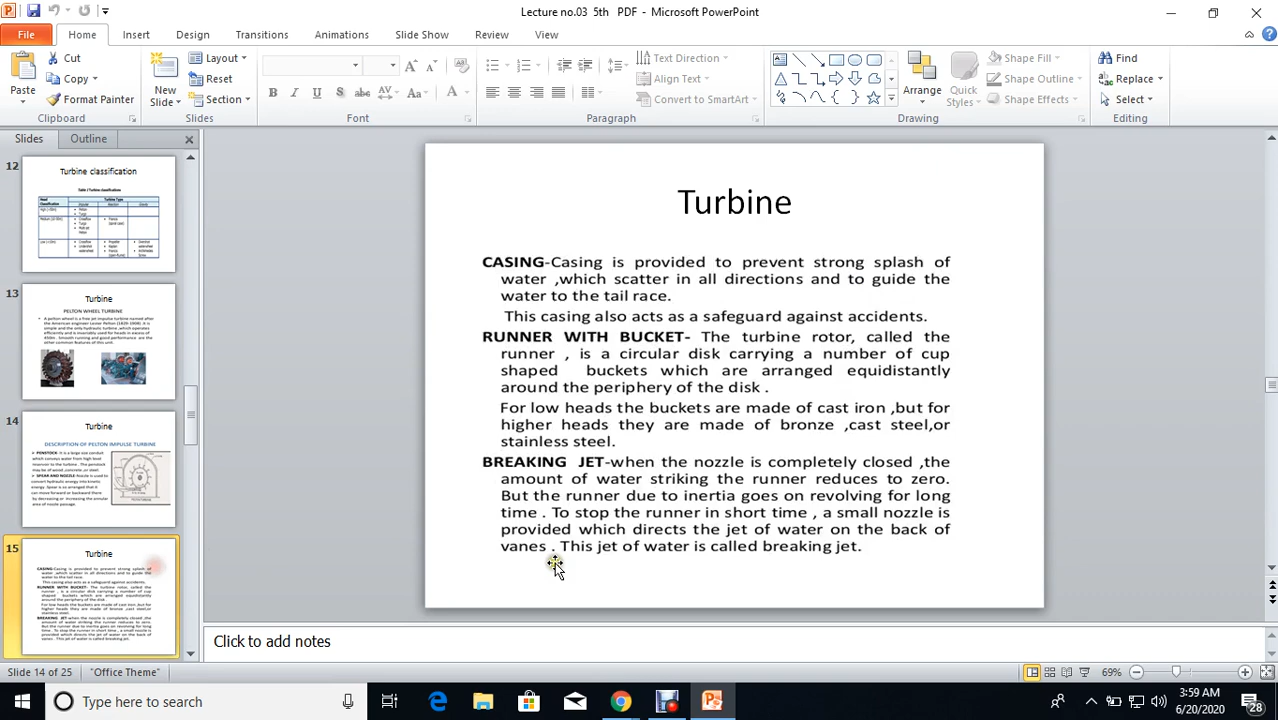 Lecture no.03 5th PDF - Microsoft PowerPoint
File Home Insert Design Transitions Animations Slide Show Review View
Paste
Cut
Copy
Format Painter
Clipboard
New Slide
Layout
Reset
Section
Slides
B I U S abc AV Aa A
Font
Text Direction
Align Text
Convert to SmartArt
Paragraph
Arrange
Quick Styles
Shape Fill
Shape Outline
Shape Effects
Drawing
Find
Replace
Select
Editing
Slides Outline
12
Turbine classification
13
Turbine
PELTON WHEEL TURBINE
14
Turbine
DESCRIPTION OF PELTON IMPULSE TURBINE
15
Turbine
Turbine
CASING-Casing is provided to prevent strong splash of
water ,which scatter in all directions and to guide the
water to the tail race.
This casing also acts as a safeguard against accidents.
RUNNER WITH BUCKET- The turbine rotor, called the
runner , is a circular disk carrying a number of cup
shaped buckets which are arranged equidistantly
around the periphery of the disk .
For low heads the buckets are made of cast iron ,but for
higher heads they are made of bronze ,cast steel,or
stainless steel.
BREAKING JET-when the nozzle is completely closed ,the
amount of water striking the runner reduces to zero.
But the runner due to inertia goes on revolving for long
time . To stop the runner in short time , a small nozzle is
provided which directs the jet of water on the back of
vanes . This jet of water is called breaking jet.
Click to add notes
Slide 14 of 25 "Office Theme" 69%
Type here to search
3:59 AM
6/20/2020
28